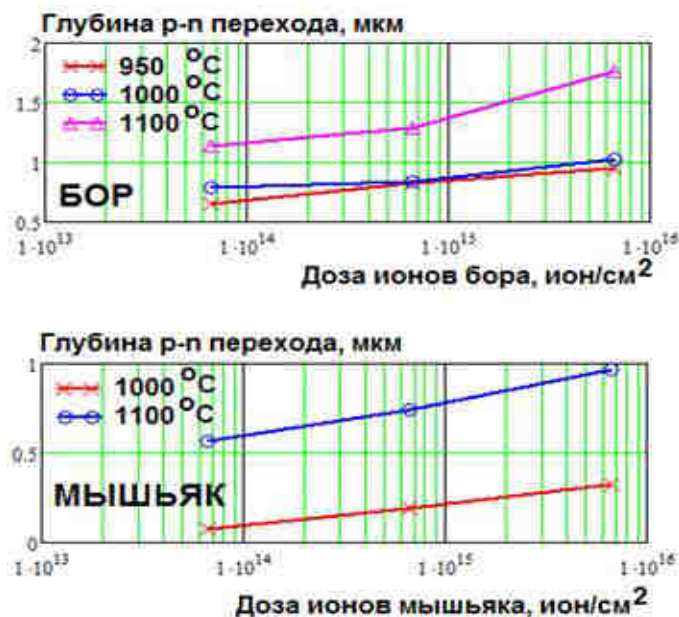 Глубина p-n перехода, мкм
2
950 °C
1000 °C
1.5
1100 °C
1
БОР
0.5
1·10¹³ 1·10¹⁴ 1·10¹⁵ 1·10¹⁶
Доза ионов бора, ион/см²
Глубина p-n перехода, мкм
1
1000 °C
1100 °C
0.5
МЫШЬЯК
0
1·10¹³ 1·10¹⁴ 1·10¹⁵ 1·10¹⁶
Доза ионов мышьяка, ион/см²